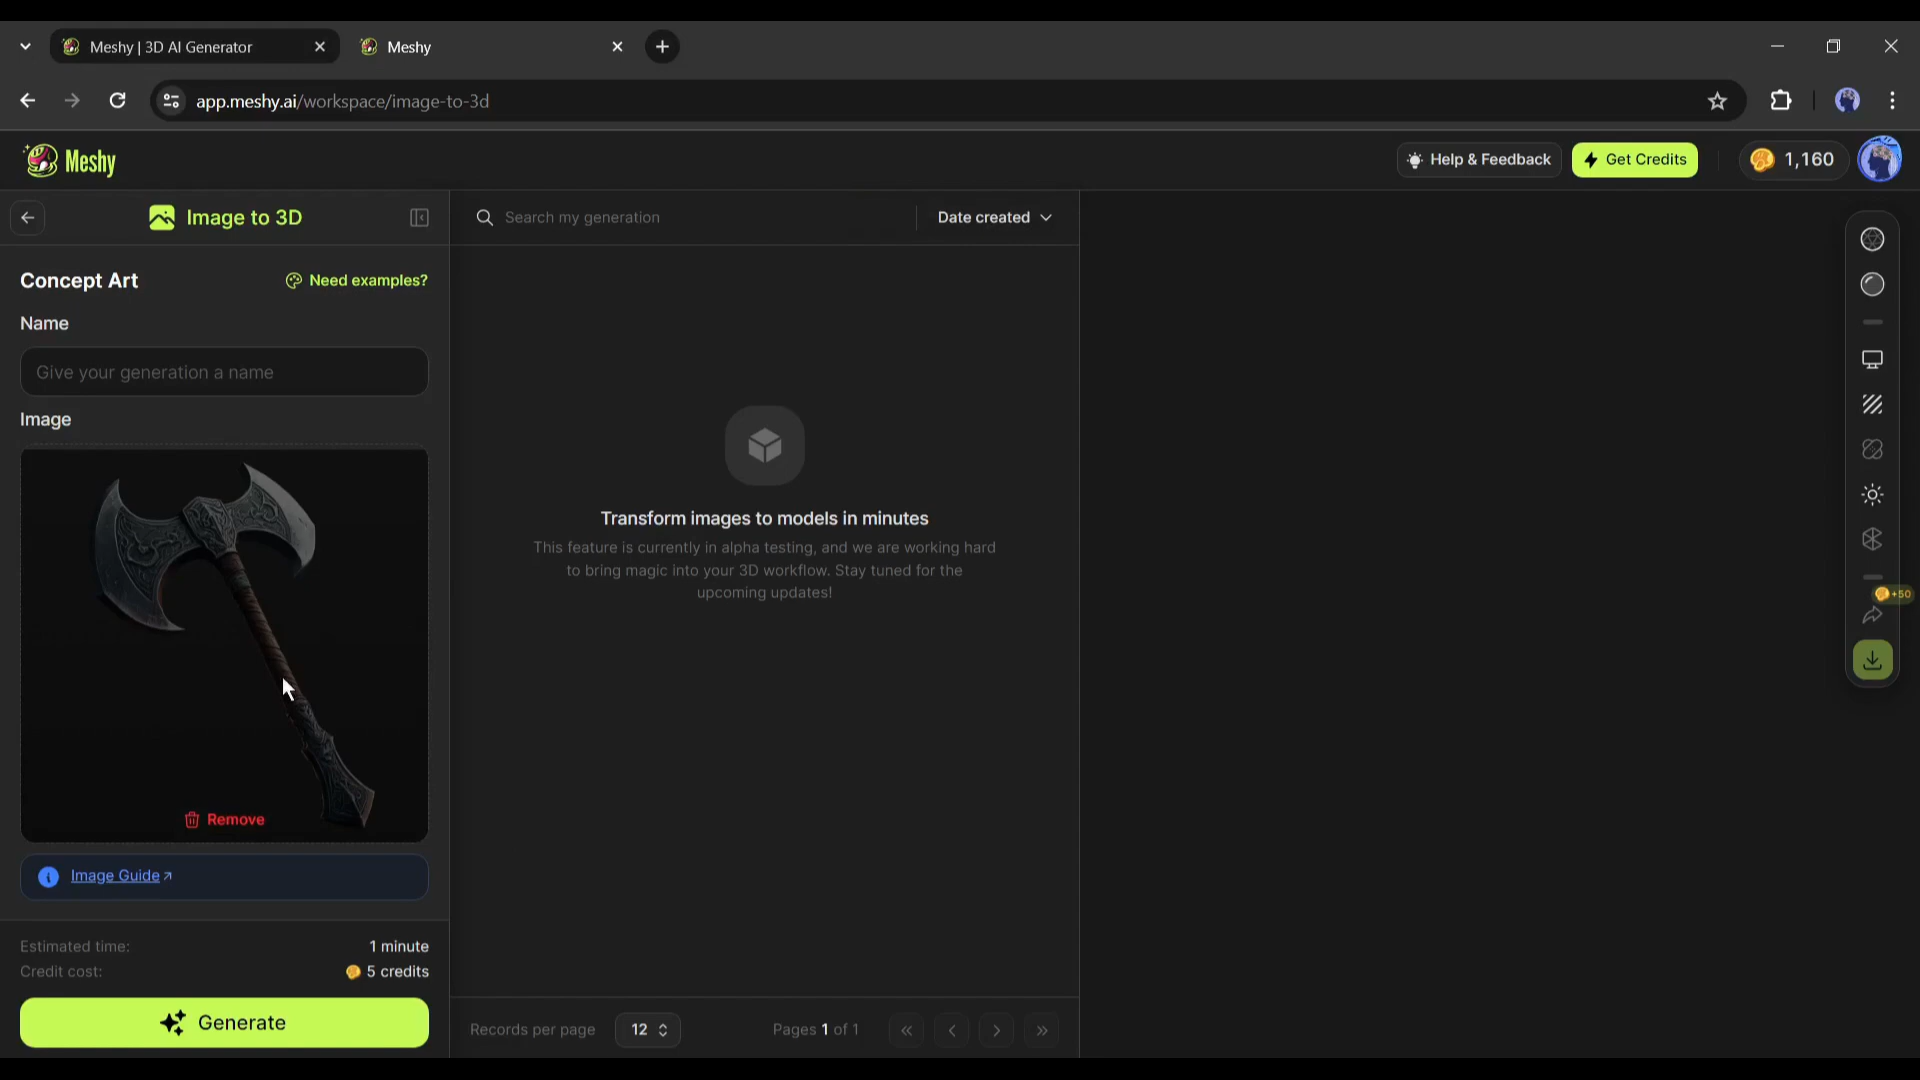 Meshy | 3D AI Generator
Meshy
app.meshy.ai/workspace/image-to-3d
Meshy
Help & Feedback
Get Credits
1,160
Image to 3D
Search my generation
Date created
Concept Art
Need examples?
Name
Give your generation a name
Image
Transform images to models in minutes
This feature is currently in alpha testing, and we are working hard
to bring magic into your 3D workflow. Stay tuned for the
upcoming updates!
+50
Remove
Image Guide
Estimated time:
1 minute
Credit cost:
5 credits
Generate
Records per page
12
Pages 1 of 1